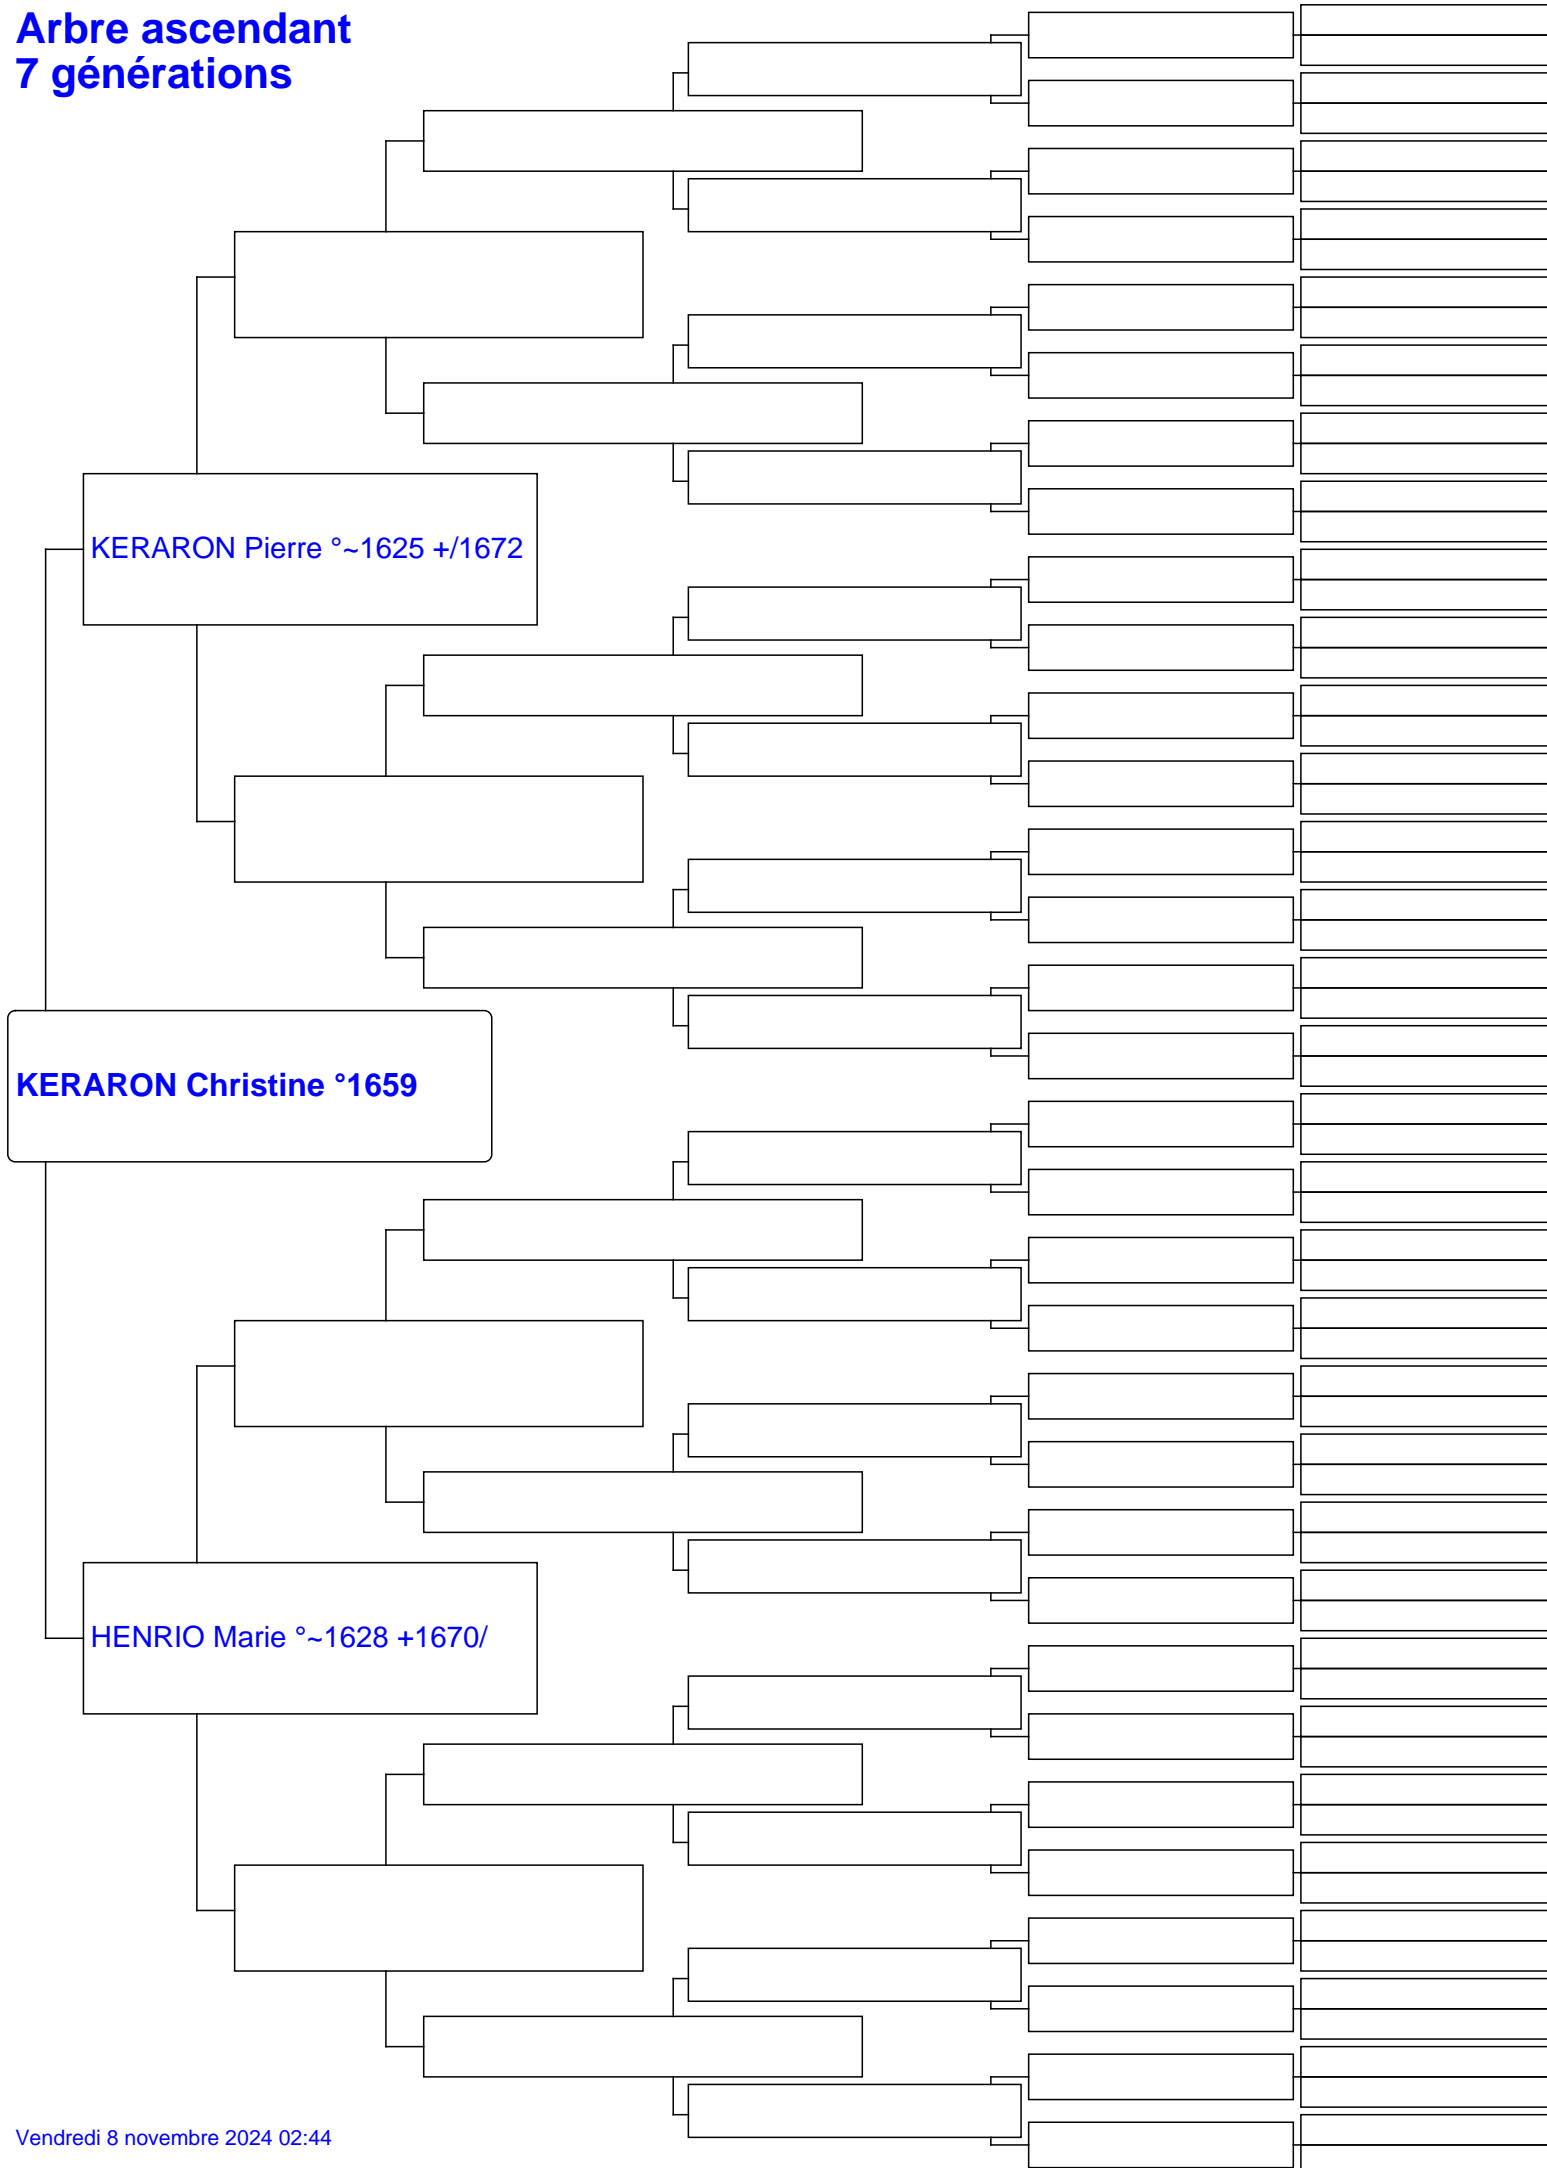 Arbre ascendant
7 générations
KERARON Pierre °~1625 +/1672
KERARON Christine °1659
HENRIO Marie °~1628 +1670/
Vendredi 8 novembre 2024 02:44